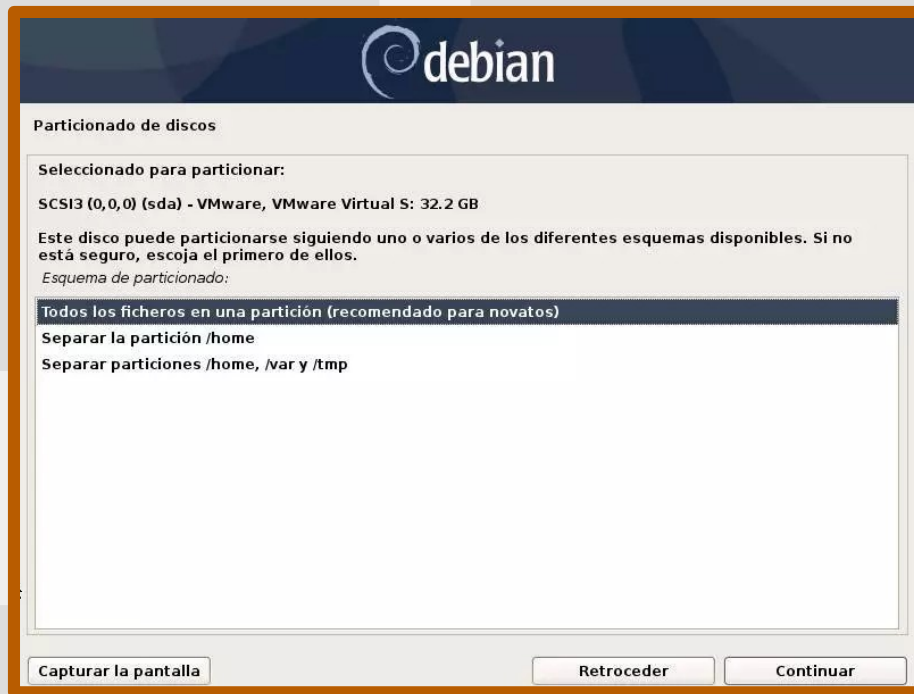 debian
Particionado de discos
Seleccionado para particionar:
SCSI3 (0,0,0) (sda) - VMware, VMware Virtual S: 32.2 GB
Este disco puede particionarse siguiendo uno o varios de los diferentes esquemas disponibles. Si no
está seguro, escoja el primero de ellos.
Esquema de particionado:
Todos los ficheros en una partición (recomendado para novatos)
Separar la partición /home
Separar particiones /home, /var y /tmp
Capturar la pantalla
Retroceder
Continuar